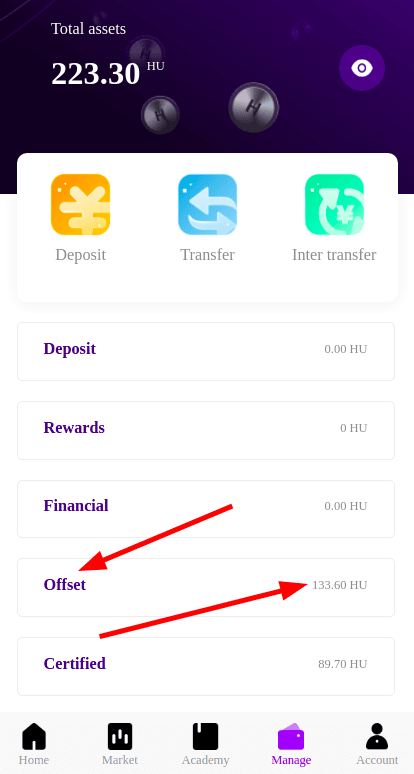 Total assets
223.30 HU
Deposit Transfer Inter transfer
Deposit 0.00 HU
Rewards 0 HU
Financial 0.00 HU
Offset 133.60 HU
Certified 89.70 HU
Home Market Academy Manage Account